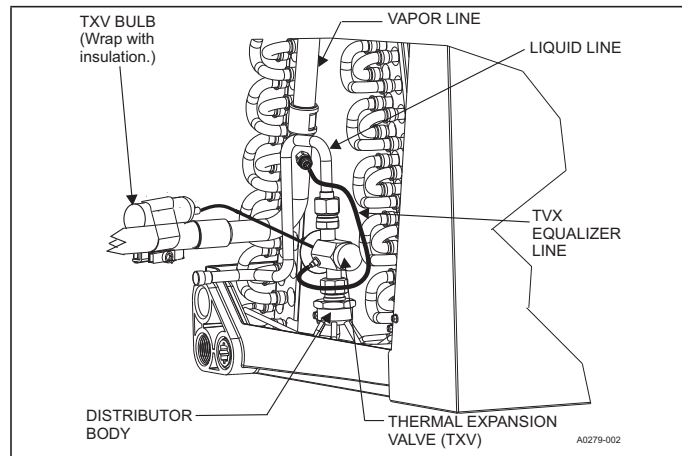 TXV BULB
(Wrap with
insulation.)
VAPOR LINE
LIQUID LINE
TVX
EQUALIZER
LINE
DISTRIBUTOR
BODY
THERMAL EXPANSION
VALVE (TXV)
A0279-002